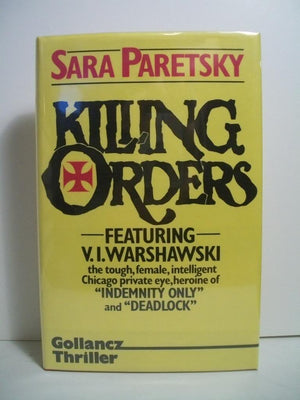 SARA PARETSKY
KILLING
ORDERS
FEATURING
V.I. WARSHAWSKI
the tough, female, intelligent
Chicago private eye, heroine of
"INDEMNITY ONLY"
and "DEADLOCK"
Gollancz
Thriller